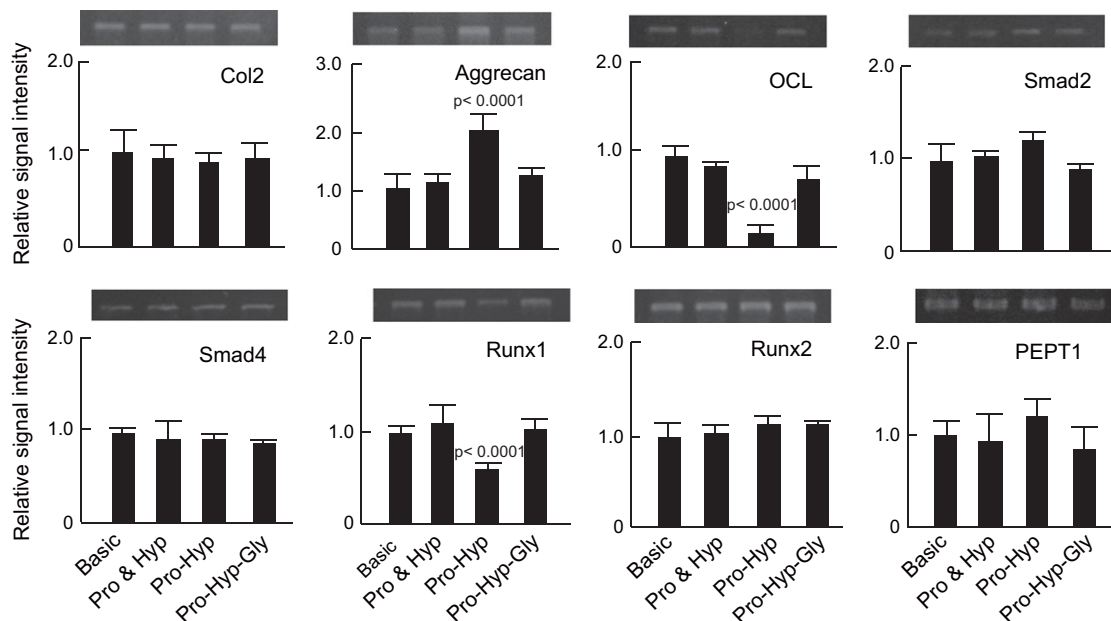 Relative signal intensity
2.0
1.0
0
Col2
3.0
2.0
1.0
0
Aggrecan
p< 0.0001
2.0
1.0
0
OCL
p< 0.0001
2.0
1.0
0
Smad2
Relative signal intensity
2.0
1.0
0
Smad4
Basic
Pro & Hyp
Pro-Hyp
Pro-Hyp-Gly
2.0
1.0
0
Runx1
p< 0.0001
Basic
Pro & Hyp
Pro-Hyp
Pro-Hyp-Gly
2.0
1.0
0
Runx2
Basic
Pro & Hyp
Pro-Hyp
Pro-Hyp-Gly
2.0
1.0
0
PEPT1
Basic
Pro & Hyp
Pro-Hyp
Pro-Hyp-Gly